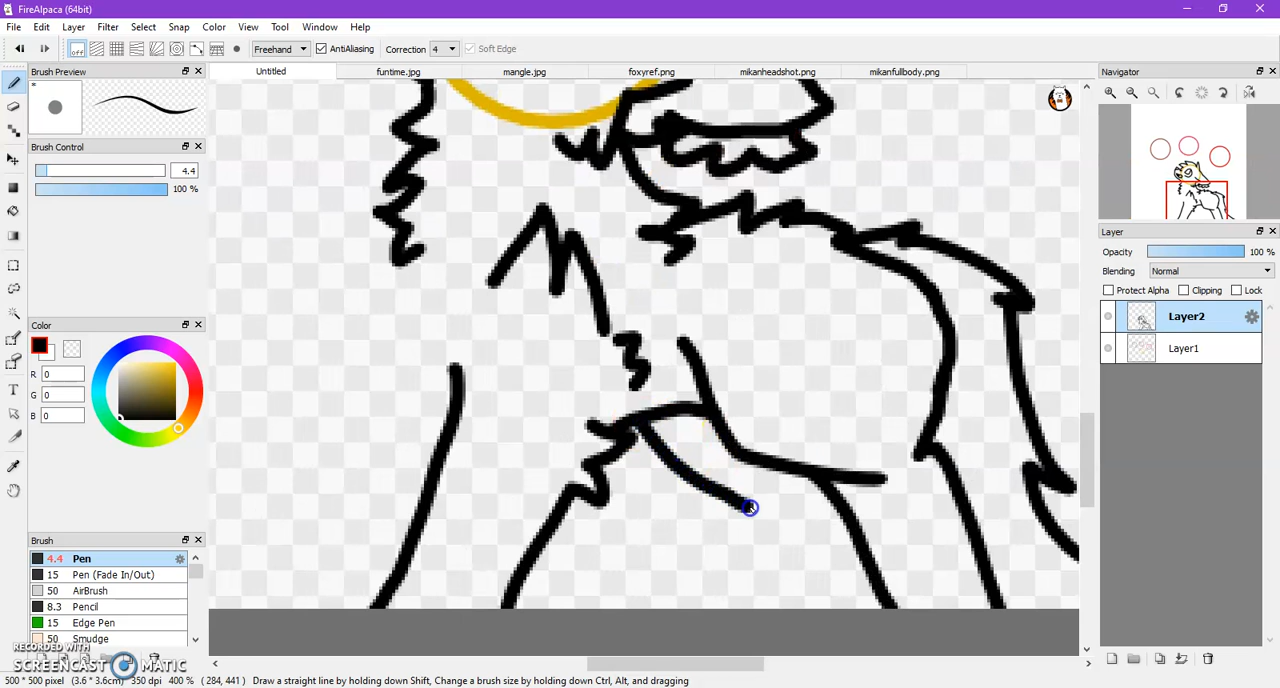 FireAlpaca (64bit)
File Edit Layer Filter Select Snap Color View Tool Window Help
off Freehand AntiAliasing Correction 4 Soft Edge
Brush Preview
Untitled funtime.jpg mangle.jpg foxyref.png mikanheadshot.png mikanfullbody.png
Navigator
Brush Control
4.4
100 %
Layer
Opacity 100 %
Blending Normal
Protect Alpha Clipping Lock
Layer2
Layer1
Color
R 0
G 0
B 0
Brush
4.4 Pen
15 Pen (Fade In/Out)
50 AirBrush
8.3 Pencil
15 Edge Pen
50 Smudge
RECORDED WITH
SCREENCAST MATIC
500 * 500 pixel (3.6 * 3.6cm) 350 dpi 400 % ( 284, 441 ) Draw a straight line by holding down Shift, Change a brush size by holding down Ctrl, Alt, and dragging